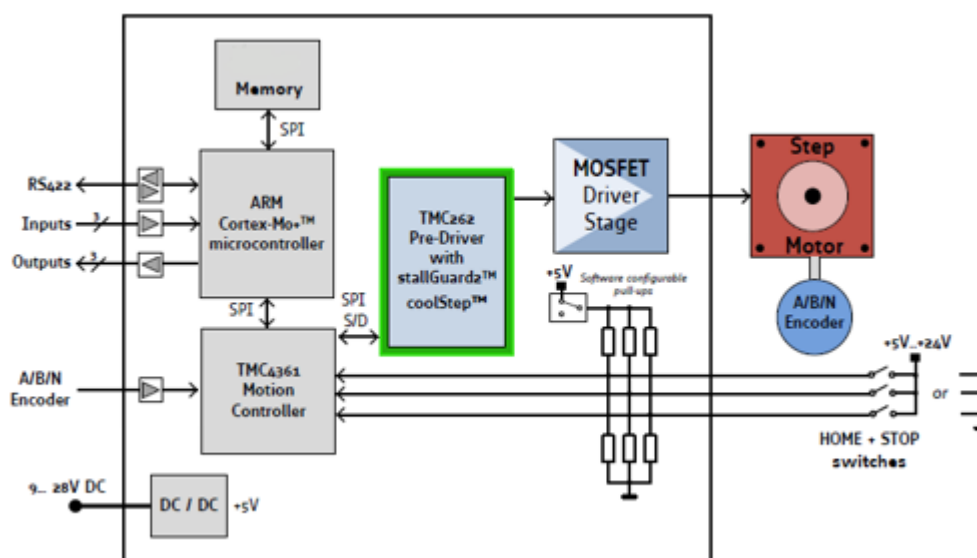 Memory
SPI
RS422
Inputs
3
Outputs
3
ARM
Cortex-M0+™
microcontroller
SPI
TMC262
Pre-Driver
with
stallGuard2™
coolStep™
SPI
S/D
MOSFET
Driver
Stage
Step
Motor
A/B/N
Encoder
+5V
Software configurable
pull-ups
A/B/N
Encoder
TMC4361
Motion
Controller
+5V...+24V
or
HOME + STOP
switches
9... 28V DC
DC / DC
+5V